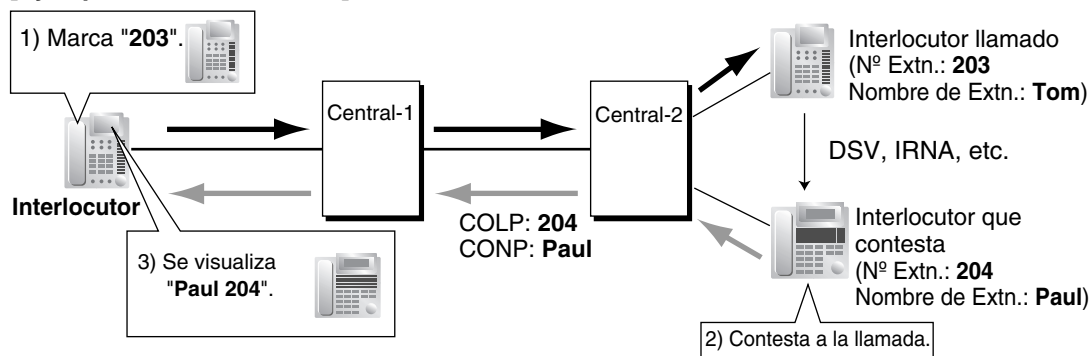 1) Marca "203".
Central-1
Central-2
Interlocutor llamado
(Nº Extn.: 203
Nombre de Extn.: Tom)
DSV, IRNA, etc.
Interlocutor
COLP: 204
CONP: Paul
Interlocutor que
contesta
(Nº Extn.: 204
Nombre de Extn.: Paul)
3) Se visualiza
"Paul 204".
2) Contesta a la llamada.